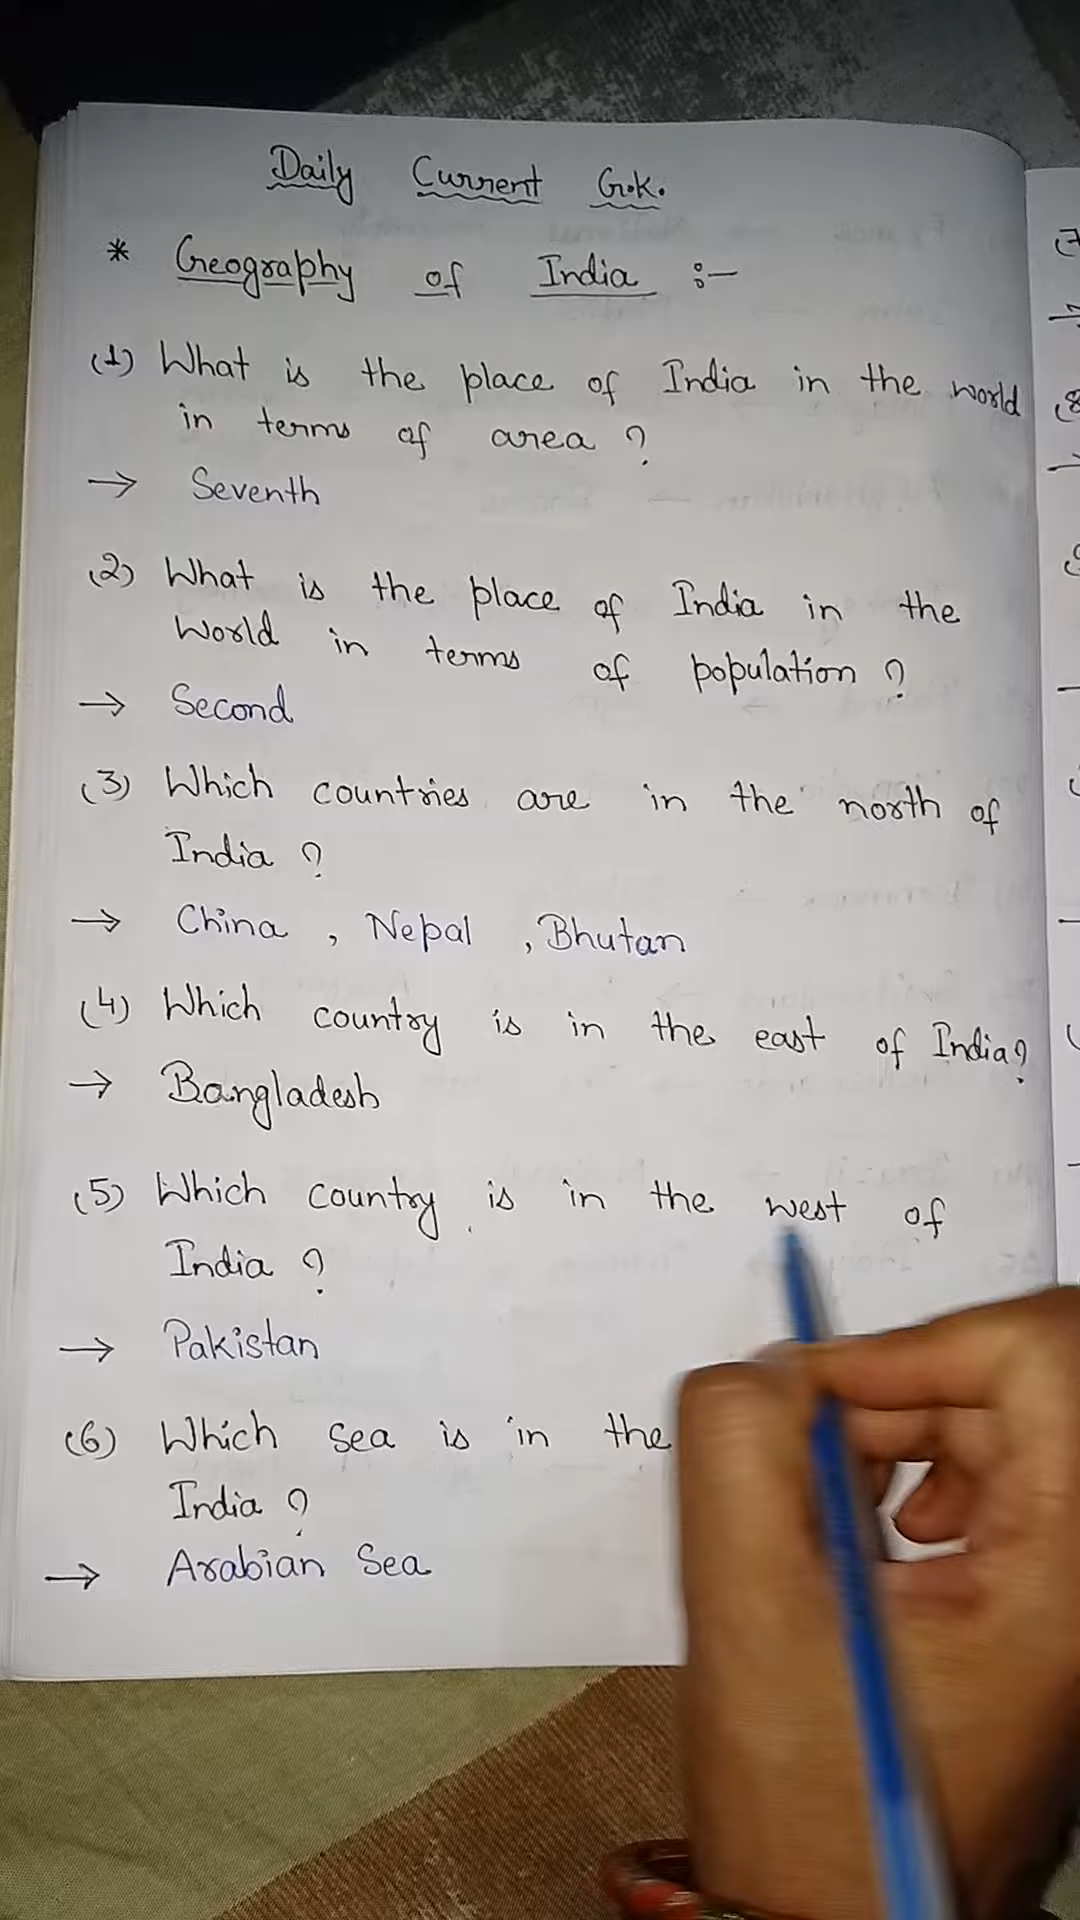 Daily Current G.K.
* Geography of India :-
(1) What is the place of India in the world
in terms of area ?
→ Seventh
(2) What is the place of India in the
World in terms of population ?
→ Second
(3) Which countries are in the north of
India ?
→ China , Nepal , Bhutan
(4) Which country is in the east of India?
→ Bangladesh
(5) Which country is in the west of
India ?
→ Pakistan
(6) Which sea is in the
India ?
→ Arabian Sea